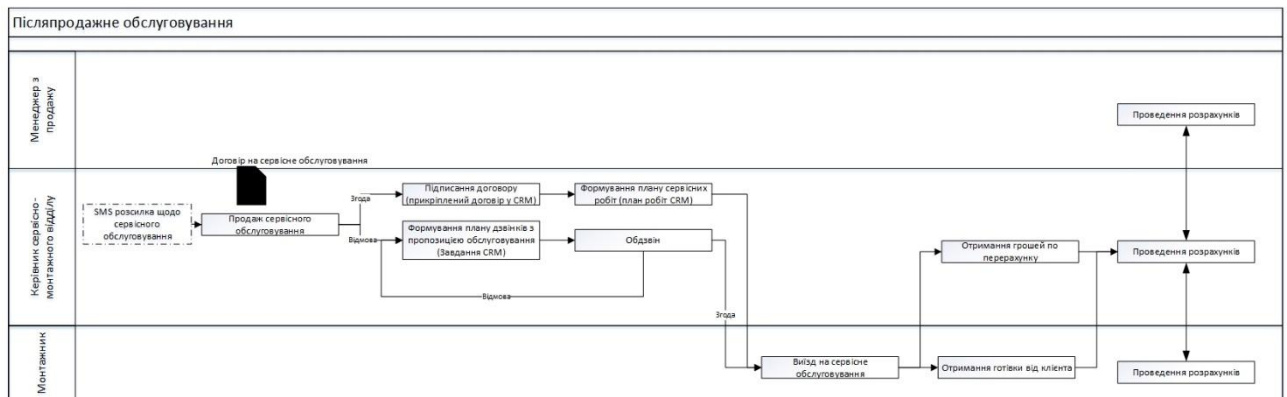 Післяпродажне обслуговування
Менеджер з
продажу
Проведення розрахунків
Керівник сервісно-
монтажного відділу
Договір на сервісне обслуговування
SMS розсилка щодо
сервісного
обслуговування
Продаж сервісного
обслуговування
Згода
Підписання договору
(прикріплений договір у CRM)
Формування плану сервісних
робіт (план робіт CRM)
Відмова
Формування плану дзвінків з
пропозицією обслуговування
(Завдання CRM)
Обдзвін
Відмова
Згода
Отримання грошей по
перерахунку
Проведення розрахунків
Монтажник
Виїзд на сервісне
обслуговування
Отримання готівки від клієнта
Проведення розрахунків